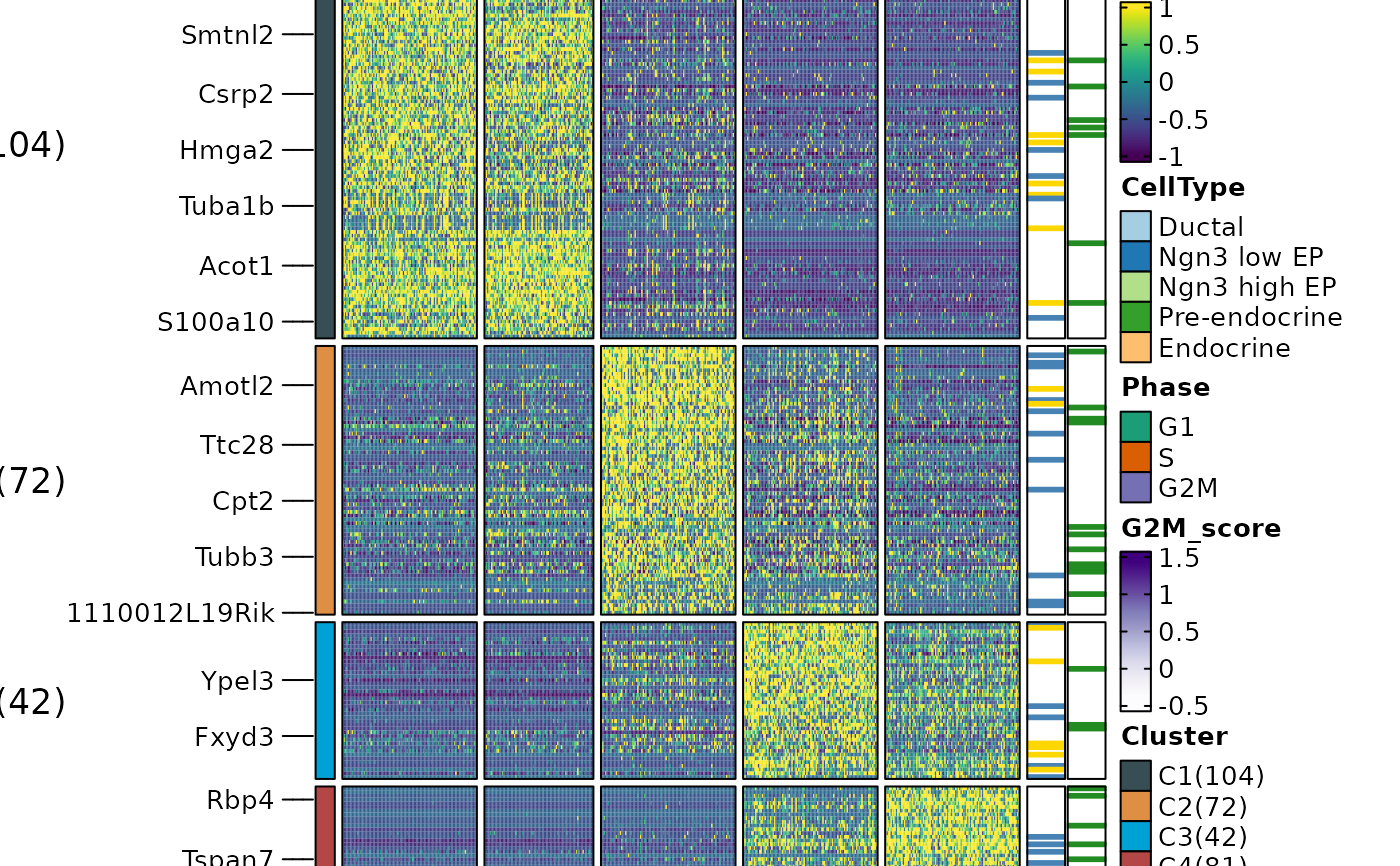 Smtnl2
Csrp2
104)
Hmga2
Tuba1b
Acot1
S100a10
Amotl2
Ttc28
(72)
Cpt2
Tubb3
1110012L19Rik
Ypel3
(42)
Fxyd3
Rbp4
Tspan7
1
0.5
0
-0.5
-1
CellType
Ductal
Ngn3 low EP
Ngn3 high EP
Pre-endocrine
Endocrine
Phase
G1
S
G2M
G2M_score
1.5
1
0.5
0
-0.5
Cluster
C1(104)
C2(72)
C3(42)
C4(81)